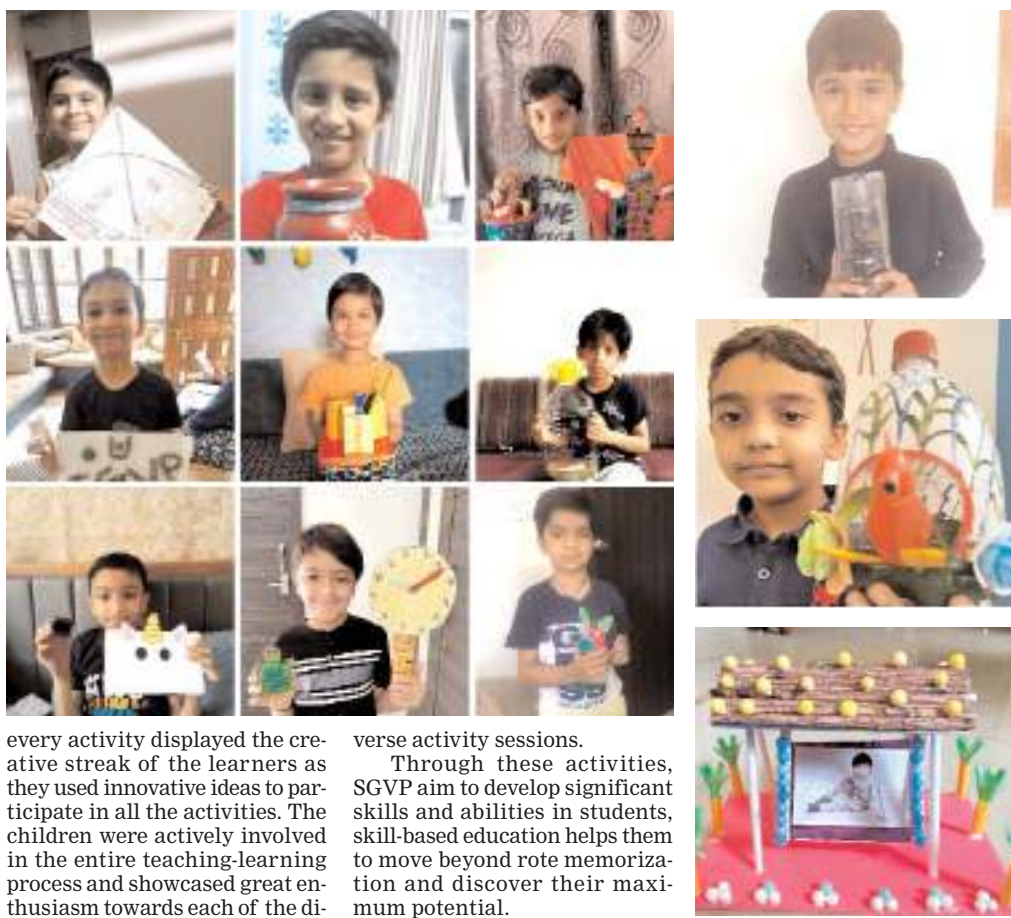 SGVP
every activity displayed the cre-
ative streak of the learners as
they used innovative ideas to par-
ticipate in all the activities. The
children were actively involved
in the entire teaching-learning
process and showcased great en-
thusiasm towards each of the di-
verse activity sessions.
Through these activities,
SGVP aim to develop significant
skills and abilities in students,
skill-based education helps them
to move beyond rote memoriza-
tion and discover their maxi-
mum potential.